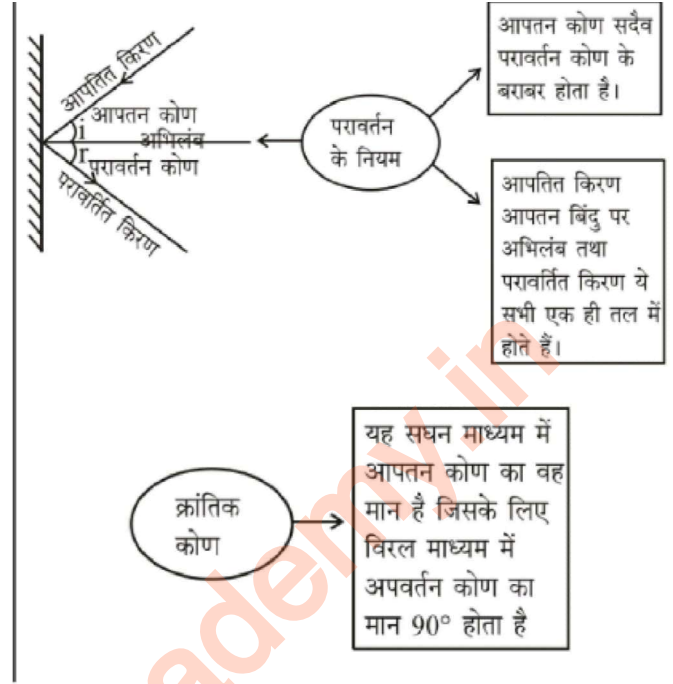 आपतित किरण
i आपतन कोण
अभिलंब
r परावर्तन कोण
परावर्तित किरण
परावर्तन
के नियम
आपतन कोण सदैव
परावर्तन कोण के
बराबर होता है।
आपतित किरण
आपतन बिंदु पर
अभिलंब तथा
परावर्तित किरण ये
सभी एक ही तल में
होते हैं।
क्रांतिक
कोण
यह सघन माध्यम में
आपतन कोण का वह
मान है जिसके लिए
विरल माध्यम में
अपवर्तन कोण का
मान 90° होता है
ademy.in